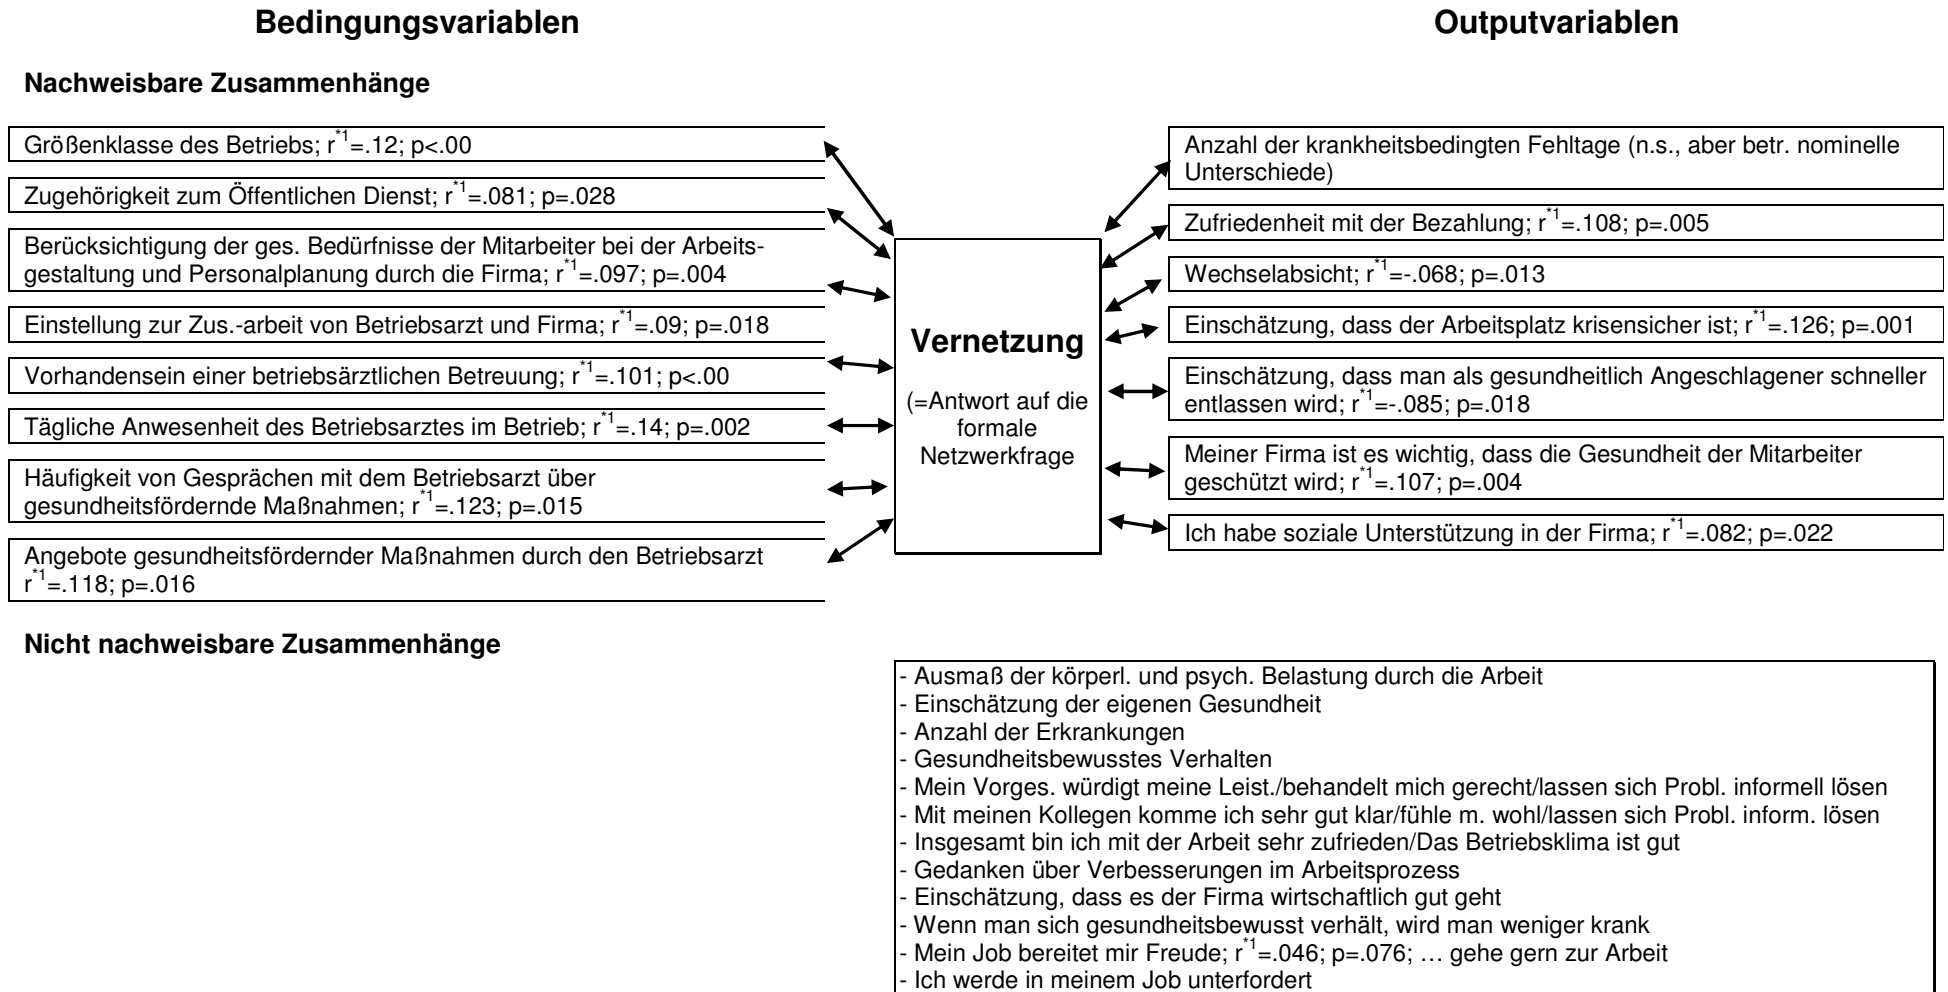 Bedingungsvariablen
Outputvariablen
Nachweisbare Zusammenhänge
Größenklasse des Betriebs; r*1=.12; p<.00
Zugehörigkeit zum Öffentlichen Dienst; r*1=.081; p=.028
Berücksichtigung der ges. Bedürfnisse der Mitarbeiter bei der Arbeits-
gestaltung und Personalplanung durch die Firma; r*1=.097; p=.004
Einstellung zur Zus.-arbeit von Betriebsarzt und Firma; r*1=.09; p=.018
Vorhandensein einer betriebsärztlichen Betreuung; r*1=.101; p<.00
Tägliche Anwesenheit des Betriebsarztes im Betrieb; r*1=.14; p=.002
Häufigkeit von Gesprächen mit dem Betriebsarzt über
gesundheitsfördernde Maßnahmen; r*1=.123; p=.015
Angebote gesundheitsfördernder Maßnahmen durch den Betriebsarzt
r*1=.118; p=.016
Vernetzung
(=Antwort auf die
formale
Netzwerkfrage
Anzahl der krankheitsbedingten Fehltage (n.s., aber betr. nominelle
Unterschiede)
Zufriedenheit mit der Bezahlung; r*1=.108; p=.005
Wechselabsicht; r*1=-.068; p=.013
Einschätzung, dass der Arbeitsplatz krisensicher ist; r*1=.126; p=.001
Einschätzung, dass man als gesundheitlich Angeschlagener schneller
entlassen wird; r*1=-.085; p=.018
Meiner Firma ist es wichtig, dass die Gesundheit der Mitarbeiter
geschützt wird; r*1=.107; p=.004
Ich habe soziale Unterstützung in der Firma; r*1=.082; p=.022
Nicht nachweisbare Zusammenhänge
- Ausmaß der körperl. und psych. Belastung durch die Arbeit
- Einschätzung der eigenen Gesundheit
- Anzahl der Erkrankungen
- Gesundheitsbewusstes Verhalten
- Mein Vorges. würdigt meine Leist./behandelt mich gerecht/lassen sich Probl. informell lösen
- Mit meinen Kollegen komme ich sehr gut klar/fühle m. wohl/lassen sich Probl. inform. lösen
- Insgesamt bin ich mit der Arbeit sehr zufrieden/Das Betriebsklima ist gut
- Gedanken über Verbesserungen im Arbeitsprozess
- Einschätzung, dass es der Firma wirtschaftlich gut geht
- Wenn man sich gesundheitsbewusst verhält, wird man weniger krank
- Mein Job bereitet mir Freude; r*1=.046; p=.076; … gehe gern zur Arbeit
- Ich werde in meinem Job unterfordert